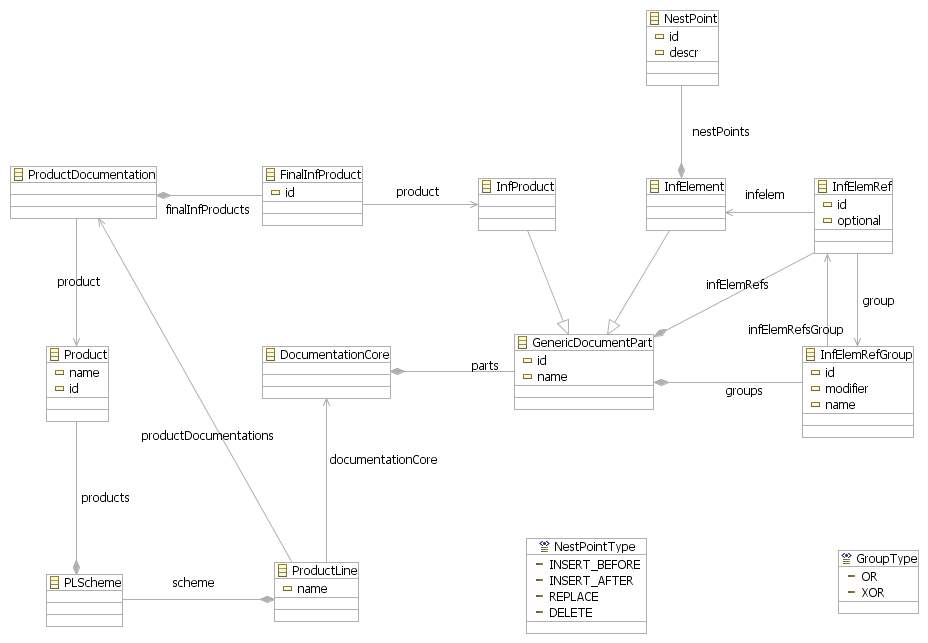 NestPoint
id
descr
nestPoints
ProductDocumentation
finalInfProducts
FinalInfProduct
id
product
InfProduct
InfElement
infelem
InfElemRef
id
optional
product
infElemRefs
group
infElemRefsGroup
Product
name
id
DocumentationCore
parts
GenericDocumentPart
id
name
groups
InfElemRefGroup
id
modifier
name
productDocumentations
documentationCore
products
PLScheme
scheme
ProductLine
name
NestPointType
INSERT_BEFORE
INSERT_AFTER
REPLACE
DELETE
GroupType
OR
XOR